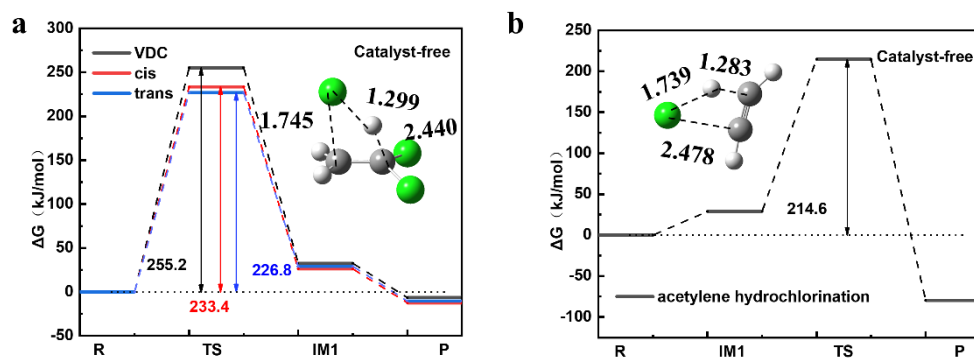 a
VDC
cis
trans
Catalyst-free
ΔG（kJ/mol）
300
250
200
150
100
50
0
-50
1.745
1.299
2.440
255.2
233.4
226.8
R
TS
IM1
P
b
Catalyst-free
ΔG（kJ/mol）
250
200
150
100
50
0
-50
-100
1.739
1.283
2.478
214.6
acetylene hydrochlorination
R
IM1
TS
P